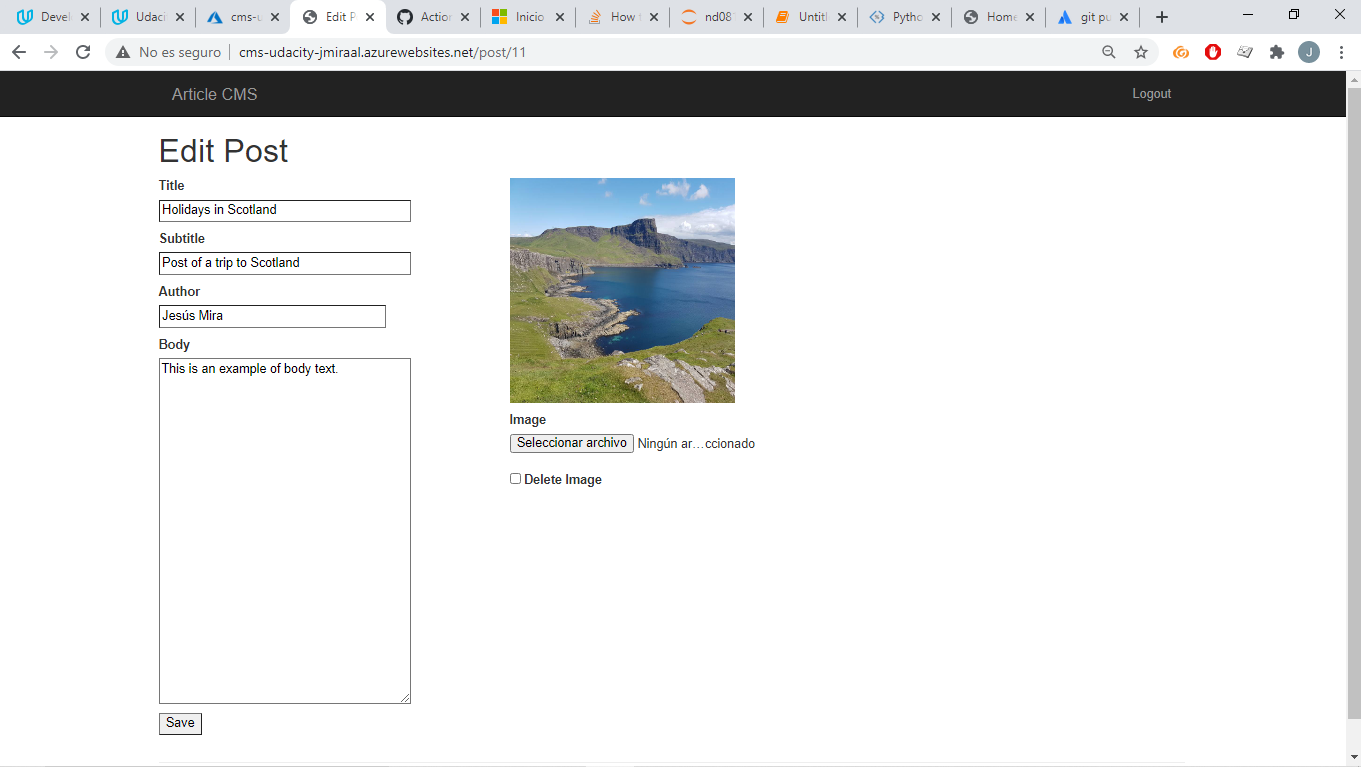 Devel
Udaci
cms-u
Edit P
Action
Inicio
How t
nd08
Untitl
Pytho
Home
git pu
No es seguro
cms-udacity-jmiraal.azurewebsites.net/post/11
J
Article CMS
Logout
Edit Post
Title
Holidays in Scotland
Subtitle
Post of a trip to Scotland
Author
Jesús Mira
Body
This is an example of body text.
Image
Seleccionar archivo Ningún ar...ccionado
Delete Image
Save